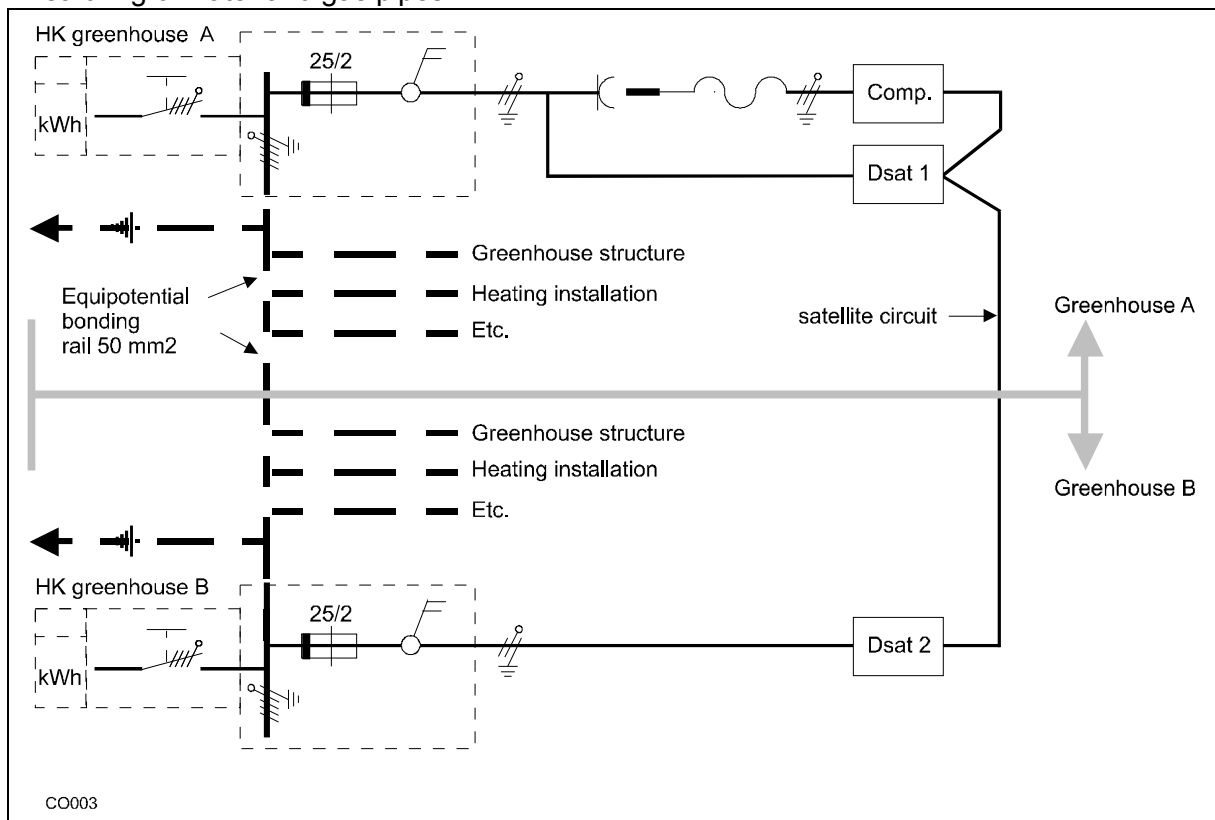 HK greenhouse A
25/2
kWh
Comp.
Dsat 1
Greenhouse structure
Heating installation
Etc.
Equipotential
bonding
rail 50 mm2
satellite circuit
Greenhouse A
Greenhouse structure
Heating installation
Etc.
Greenhouse B
HK greenhouse B
25/2
kWh
Dsat 2
CO003